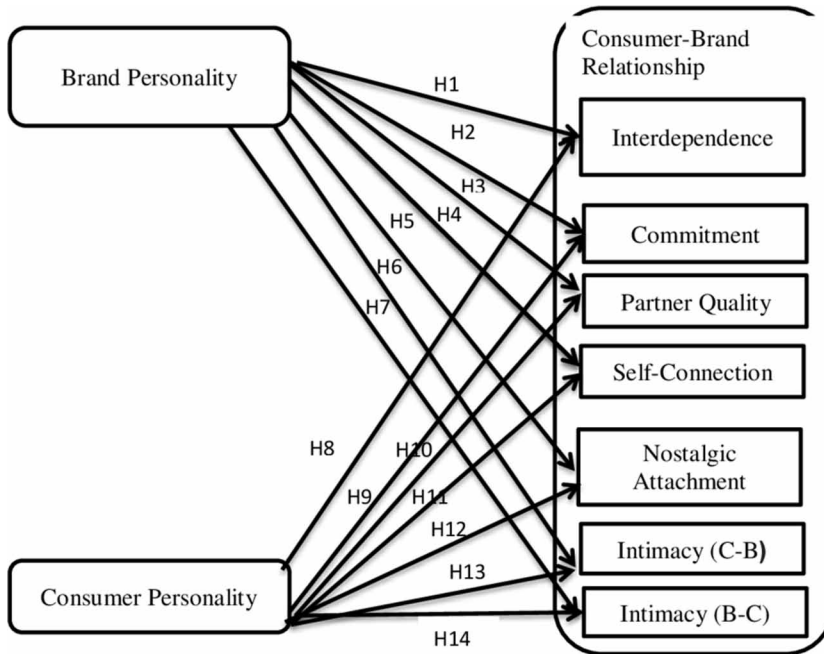 Brand Personality
Consumer-Brand
Relationship
H1
Interdependence
H2
H3
H4
H5
Commitment
H6
H7
Partner Quality
Self-Connection
H8
H10
Nostalgic
Attachment
H9
H11
H12
Intimacy (C-B)
H13
Consumer Personality
Intimacy (B-C)
H14